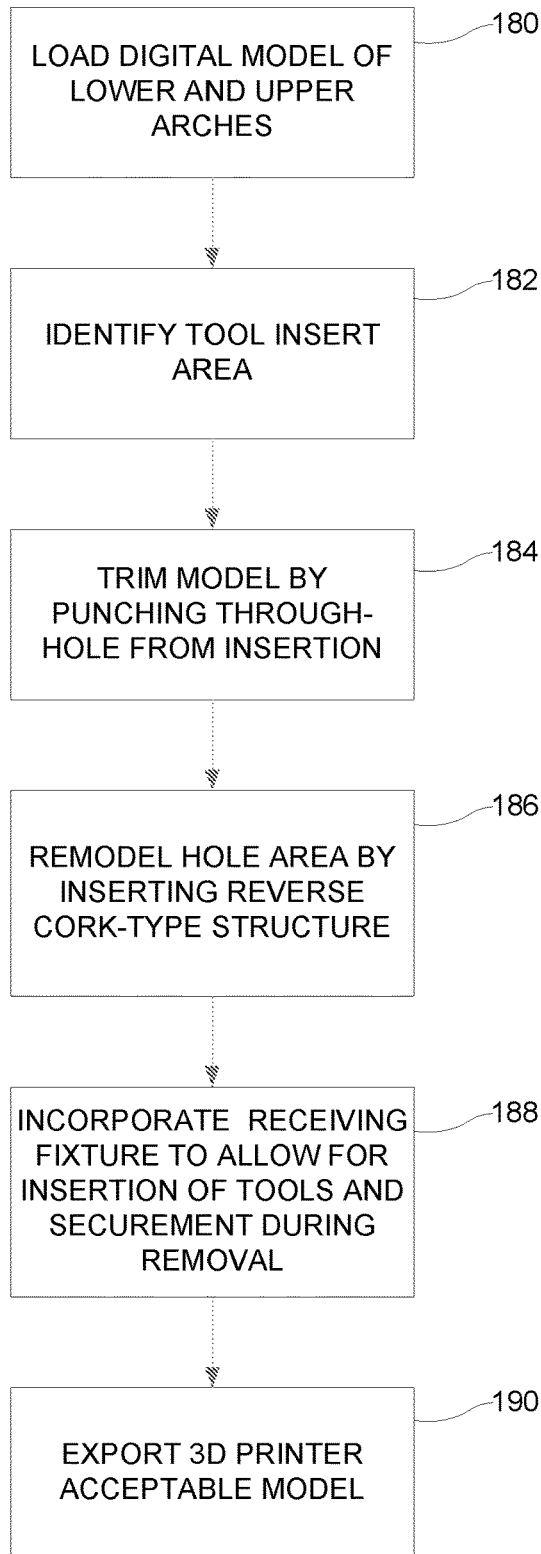 180
LOAD DIGITAL MODEL OF
LOWER AND UPPER
ARCHES
182
IDENTIFY TOOL INSERT
AREA
184
TRIM MODEL BY
PUNCHING THROUGH-
HOLE FROM INSERTION
186
REMODEL HOLE AREA BY
INSERTING REVERSE
CORK-TYPE STRUCTURE
188
INCORPORATE RECEIVING
FIXTURE TO ALLOW FOR
INSERTION OF TOOLS AND
SECUREMENT DURING
REMOVAL
190
EXPORT 3D PRINTER
ACCEPTABLE MODEL